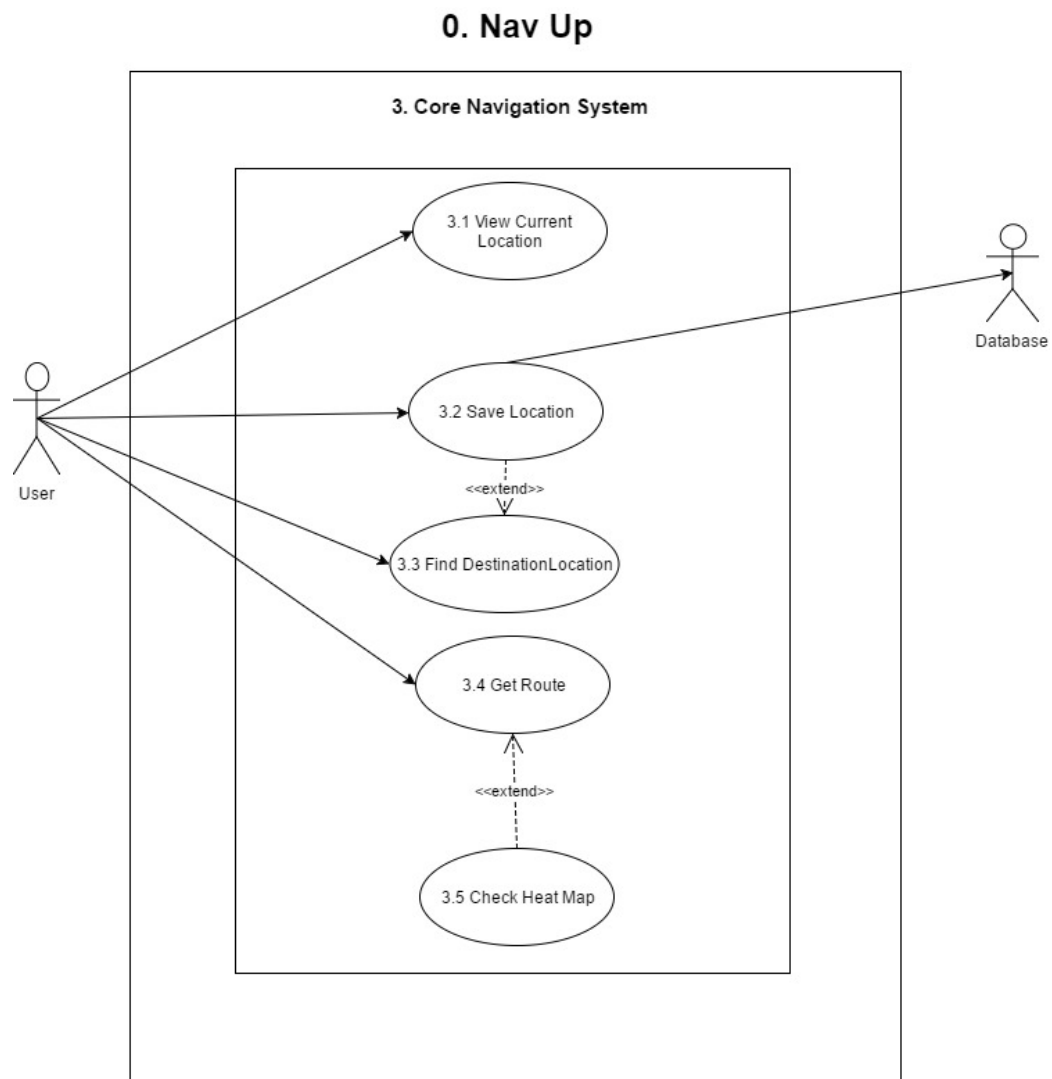 0. Nav Up
3. Core Navigation System
3.1 View Current
Location
Database
3.2 Save Location
User
<<extend>>
3.3 Find DestinationLocation
3.4 Get Route
<<extend>>
3.5 Check Heat Map